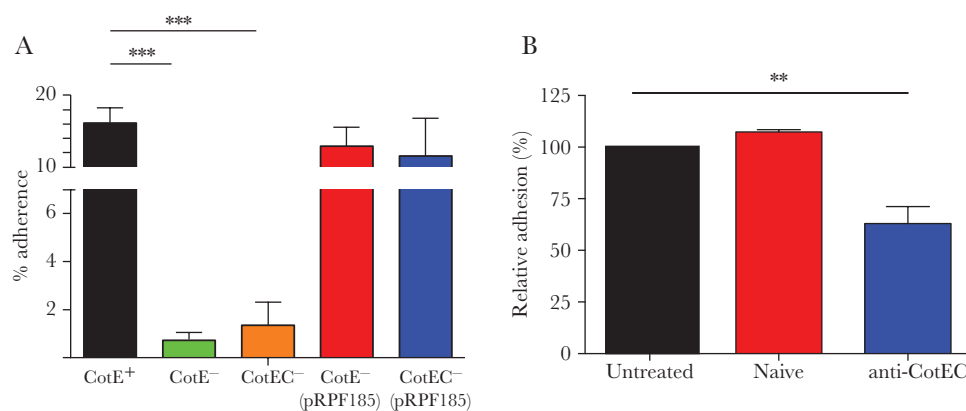 A
***
***
% adherence
20
10
6
4
2
CotE⁺
CotE⁻
CotEC⁻
CotE⁻
(pRPF185)
CotEC⁻
(pRPF185)
B
**
Relative adhesion (%)
125
100
75
50
25
0
Untreated
Naive
anti-CotEC